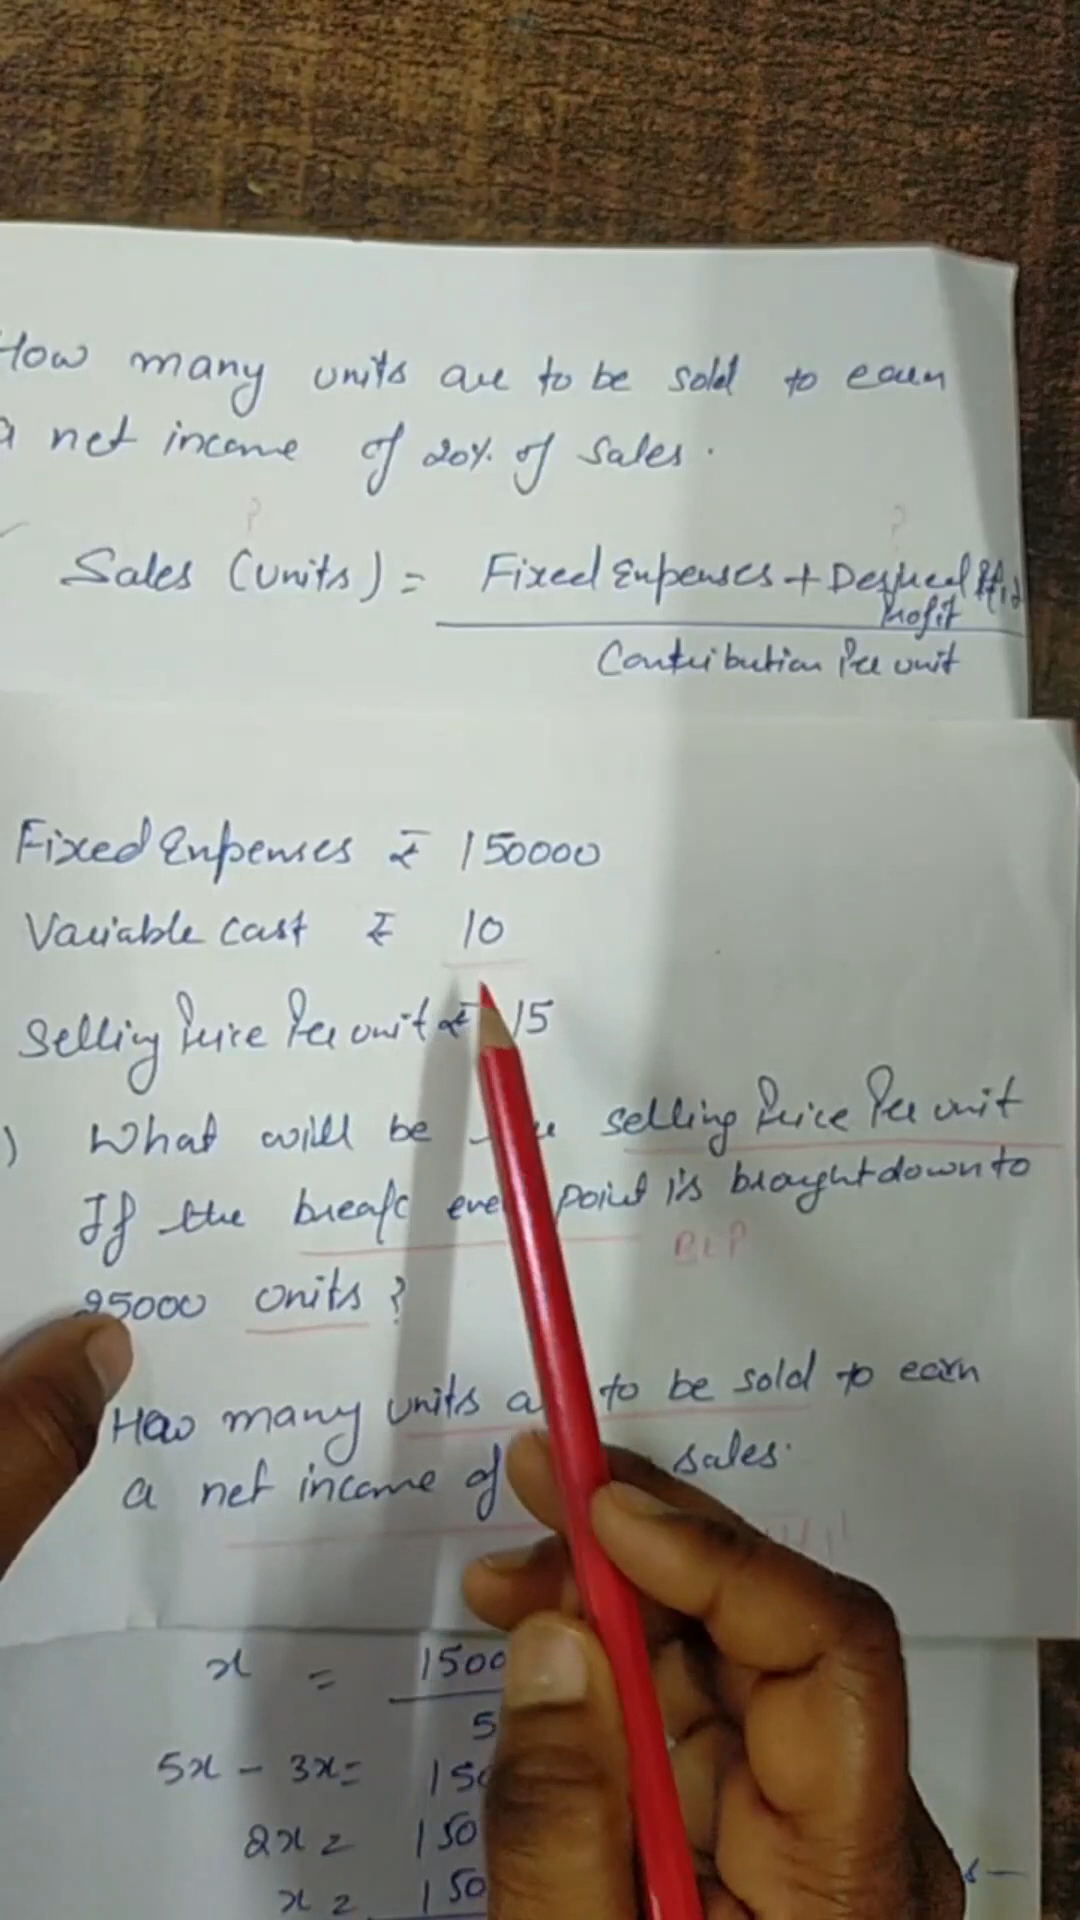 How many units are to be sold to earn
a net income of 20% of sales.
? ?
Sales (Units) = Fixed Expenses + Desired
Profit
Contribution Per unit
Fixed Expenses ₹ 150000
Variable cast ₹ 10
Selling Price Per unit ₹ 15
) What will be selling Price Per unit
If the break even point is brought down to
BEP
25000 units ?
How many units a to be sold to earn
a net income of sales.
x = 1500
5
5x - 3x = 150
2x = 150
x = 150